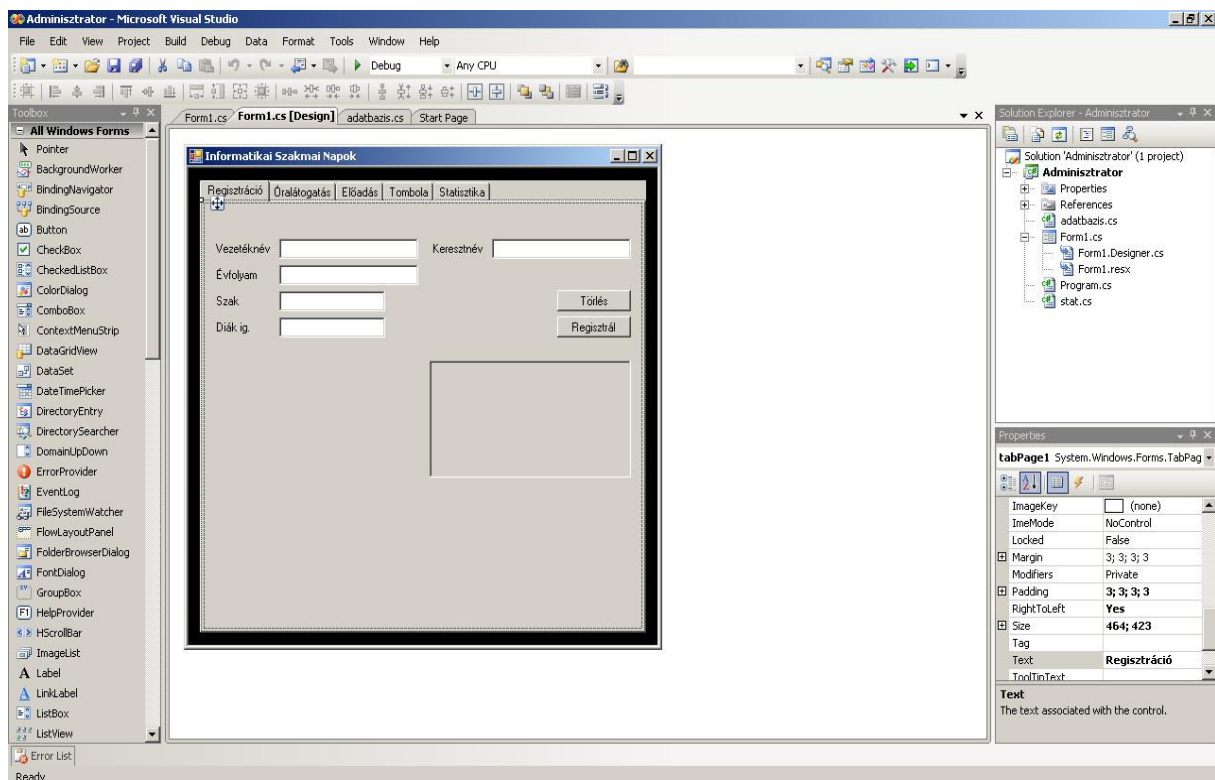 Adminisztrator - Microsoft Visual Studio
File Edit View Project Build Debug Data Format Tools Window Help
Debug Any CPU
Toolbox
All Windows Forms
Pointer
BackgroundWorker
BindingNavigator
BindingSource
Button
CheckBox
CheckedListBox
ColorDialog
ComboBox
ContextMenuStrip
DataGridView
DataSet
DateTimePicker
DirectoryEntry
DirectorySearcher
DomainUpDown
ErrorProvider
EventLog
FileSystemWatcher
FlowLayoutPanel
FolderBrowserDialog
FontDialog
GroupBox
HelpProvider
HScrollBar
ImageList
Label
LinkLabel
ListBox
ListView
Form1.cs Form1.cs [Design] adatbazis.cs Start Page
Informatikai Szakmai Napok
Regisztráció Óralátogatás Előadás Tombola Statisztika
Vezetéknév Keresztnév
Évfolyam
Szak Törlés
Diák ig. Regisztrál
Solution Explorer - Adminisztrator
Solution 'Adminisztrator' (1 project)
Adminisztrator
Properties
References
adatbazis.cs
Form1.cs
Form1.Designer.cs
Form1.resx
Program.cs
stat.cs
Properties
tabPage1 System.Windows.Forms.TabPag
ImageKey (none)
ImeMode NoControl
Locked False
Margin 3; 3; 3; 3
Modifiers Private
Padding 3; 3; 3; 3
RightToLeft Yes
Size 464; 423
Tag
Text Regisztráció
ToolTipText
Text
The text associated with the control.
Error List
Ready